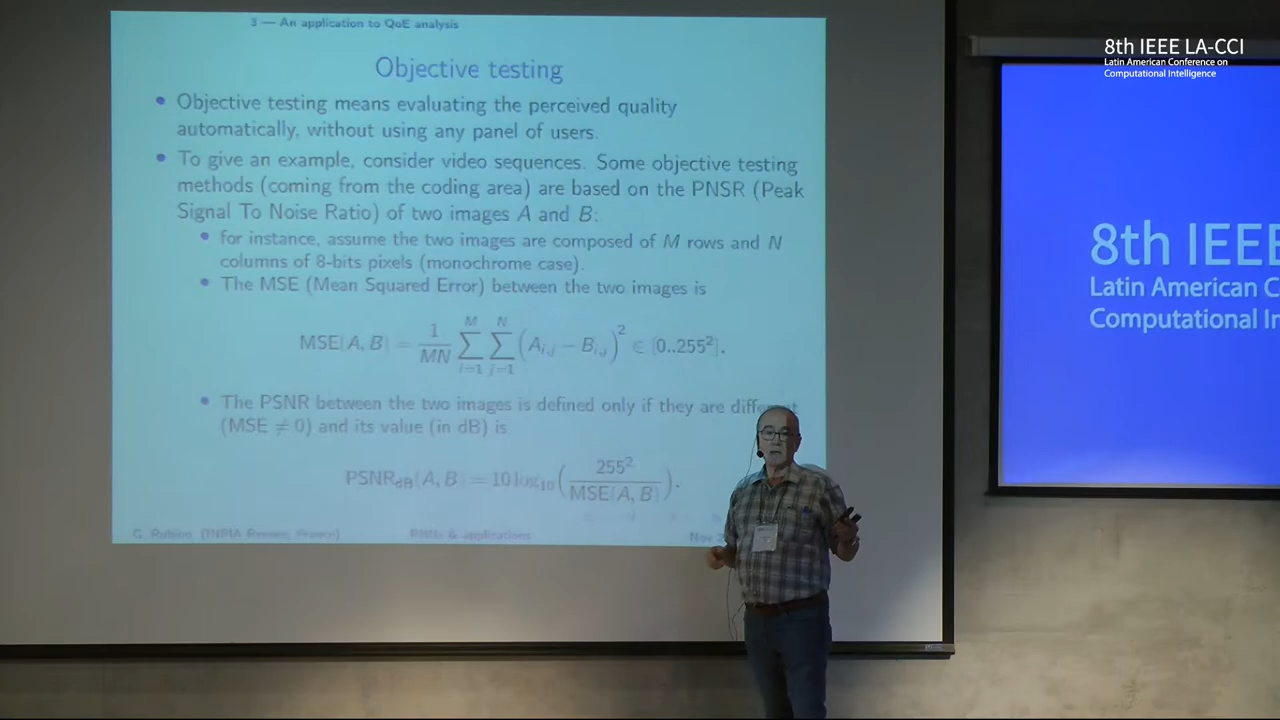 3 — An application to QoE analysis
Objective testing
• Objective testing means evaluating the perceived quality
automatically, without using any panel of users.
• To give an example, consider video sequences. Some objective testing
methods (coming from the coding area) are based on the PNSR (Peak
Signal To Noise Ratio) of two images A and B:
• for instance, assume the two images are composed of M rows and N
columns of 8-bits pixels (monochrome case).
• The MSE (Mean Squared Error) between the two images is
MSE(A, B) = 1/MN ∑_{i=1}^{M} ∑_{j=1}^{N} (A_{i,j} − B_{i,j})² ∈ [0..255²].
• The PSNR between the two images is defined only if they are different
(MSE ≠ 0) and its value (in dB) is
PSNR_dB(A, B) = 10 log₁₀(255²/MSE(A, B)).
G. Rubino (INRIA Rennes, France) RNNs & applications Nov
8th IEEE LA-CCI
Latin American Conference on
Computational Intelligence
8th IEEE
Latin American C
Computational In